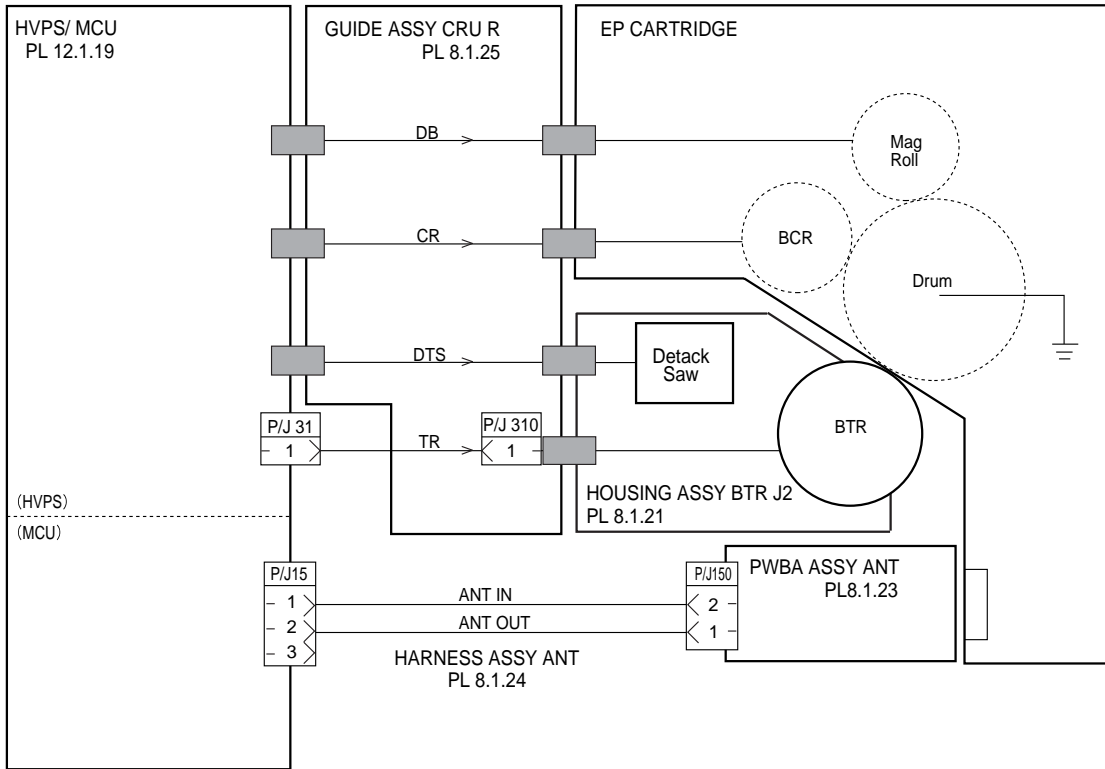 HVPS/ MCU
PL 12.1.19
GUIDE ASSY CRU R
PL 8.1.25
EP CARTRIDGE
DB
Mag
Roll
CR
BCR
Drum
DTS
Detack
Saw
P/J 31
1
TR
P/J 310
1
BTR
HOUSING ASSY BTR J2
PL 8.1.21
(HVPS)
(MCU)
P/J15
1
2
3
ANT IN
ANT OUT
HARNESS ASSY ANT
PL 8.1.24
P/J150
2
1
PWBA ASSY ANT
PL8.1.23